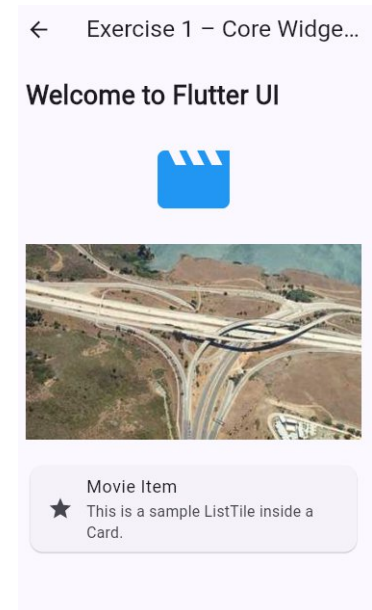 Exercise 1 – Core Widge...
Welcome to Flutter UI
Movie Item
This is a sample ListTile inside a
Card.